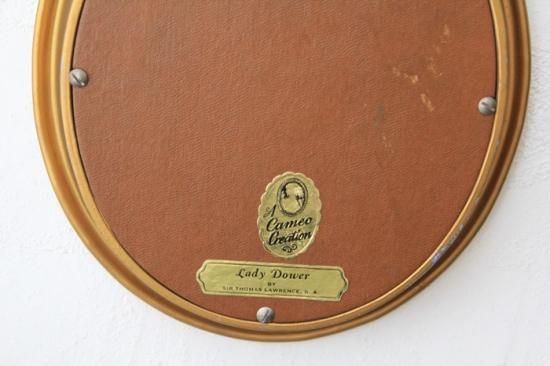 A
Cameo
Creation
Lady Dower
BY
SIR THOMAS LAWRENCE, R. A.